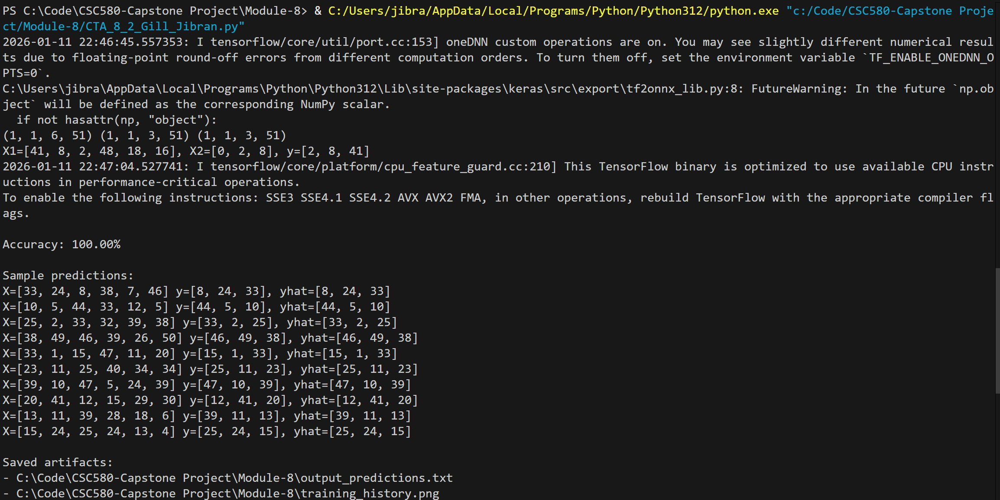 PS C:\Code\CSC580-Capstone Project\Module-8> & C:/Users/jibra/AppData/Local/Programs/Python/Python312/python.exe "c:/Code/CSC580-Capstone Proje
ct/Module-8/CTA_8_2_Gill_Jibran.py"
2026-01-11 22:46:45.557353: I tensorflow/core/util/port.cc:153] oneDNN custom operations are on. You may see slightly different numerical resul
ts due to floating-point round-off errors from different computation orders. To turn them off, set the environment variable `TF_ENABLE_ONEDNN_O
PTS=0`.
C:\Users\jibra\AppData\Local\Programs\Python\Python312\Lib\site-packages\keras\src\export\tf2onnx_lib.py:8: FutureWarning: In the future `np.ob
ject` will be defined as the corresponding NumPy scalar.
  if not hasattr(np, "object"):
(1, 1, 6, 51) (1, 1, 3, 51) (1, 1, 3, 51)
X1=[41, 8, 2, 48, 18, 16], X2=[0, 2, 8], y=[2, 8, 41]
2026-01-11 22:47:04.527741: I tensorflow/core/platform/cpu_feature_guard.cc:210] This TensorFlow binary is optimized to use available CPU instr
uctions in performance-critical operations.
To enable the following instructions: SSE3 SSE4.1 SSE4.2 AVX AVX2 FMA, in other operations, rebuild TensorFlow with the appropriate compiler fl
ags.

Accuracy: 100.00%

Sample predictions:
X=[33, 24, 8, 38, 7, 46] y=[8, 24, 33], yhat=[8, 24, 33]
X=[10, 5, 44, 33, 12, 5] y=[44, 5, 10], yhat=[44, 5, 10]
X=[25, 2, 33, 32, 39, 38] y=[33, 2, 25], yhat=[33, 2, 25]
X=[38, 49, 46, 39, 26, 50] y=[46, 49, 38], yhat=[46, 49, 38]
X=[33, 1, 15, 47, 11, 20] y=[15, 1, 33], yhat=[15, 1, 33]
X=[23, 11, 25, 40, 34, 34] y=[25, 11, 23], yhat=[25, 11, 23]
X=[39, 10, 47, 5, 24, 39] y=[47, 10, 39], yhat=[47, 10, 39]
X=[20, 41, 12, 15, 29, 30] y=[12, 41, 20], yhat=[12, 41, 20]
X=[13, 11, 39, 28, 18, 6] y=[39, 11, 13], yhat=[39, 11, 13]
X=[15, 24, 25, 24, 13, 4] y=[25, 24, 15], yhat=[25, 24, 15]

Saved artifacts:
- C:\Code\CSC580-Capstone Project\Module-8\output_predictions.txt
- C:\Code\CSC580-Capstone Project\Module-8\training_history.png